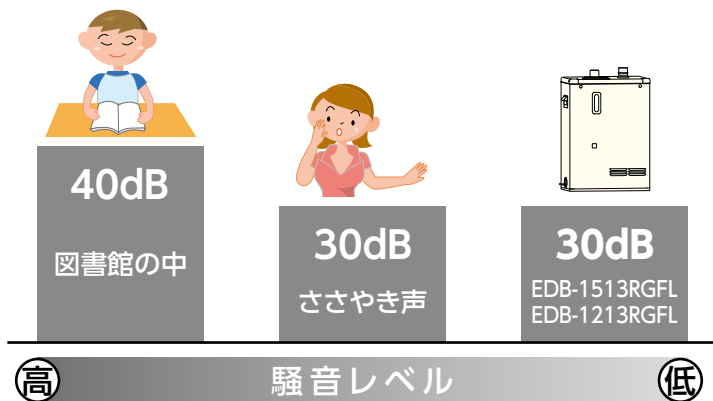 40dB
図書館の中
30dB
ささやき声
30dB
EDB-1513RGFL
EDB-1213RGFL
高
騒音レベル
低